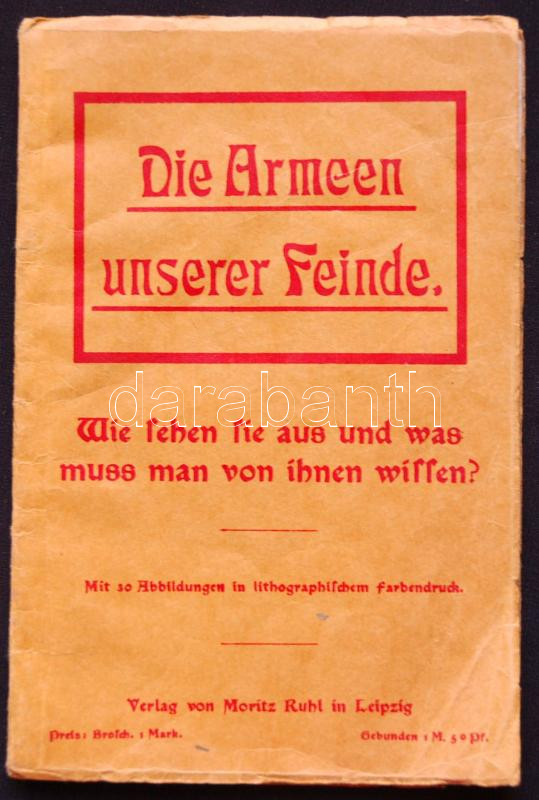 Die Armeen
unserer Feinde.
darabanth
Wie ſehen ſie aus und was
muss man von ihnen wiſſen?
Mit 30 Abbildungen in lithographiſchem Farbendruck.
Verlag von Moritz Ruhl in Leipzig
Preis: Broſch. 1 Mark.
Gebunden 1 M. 50 Pf.